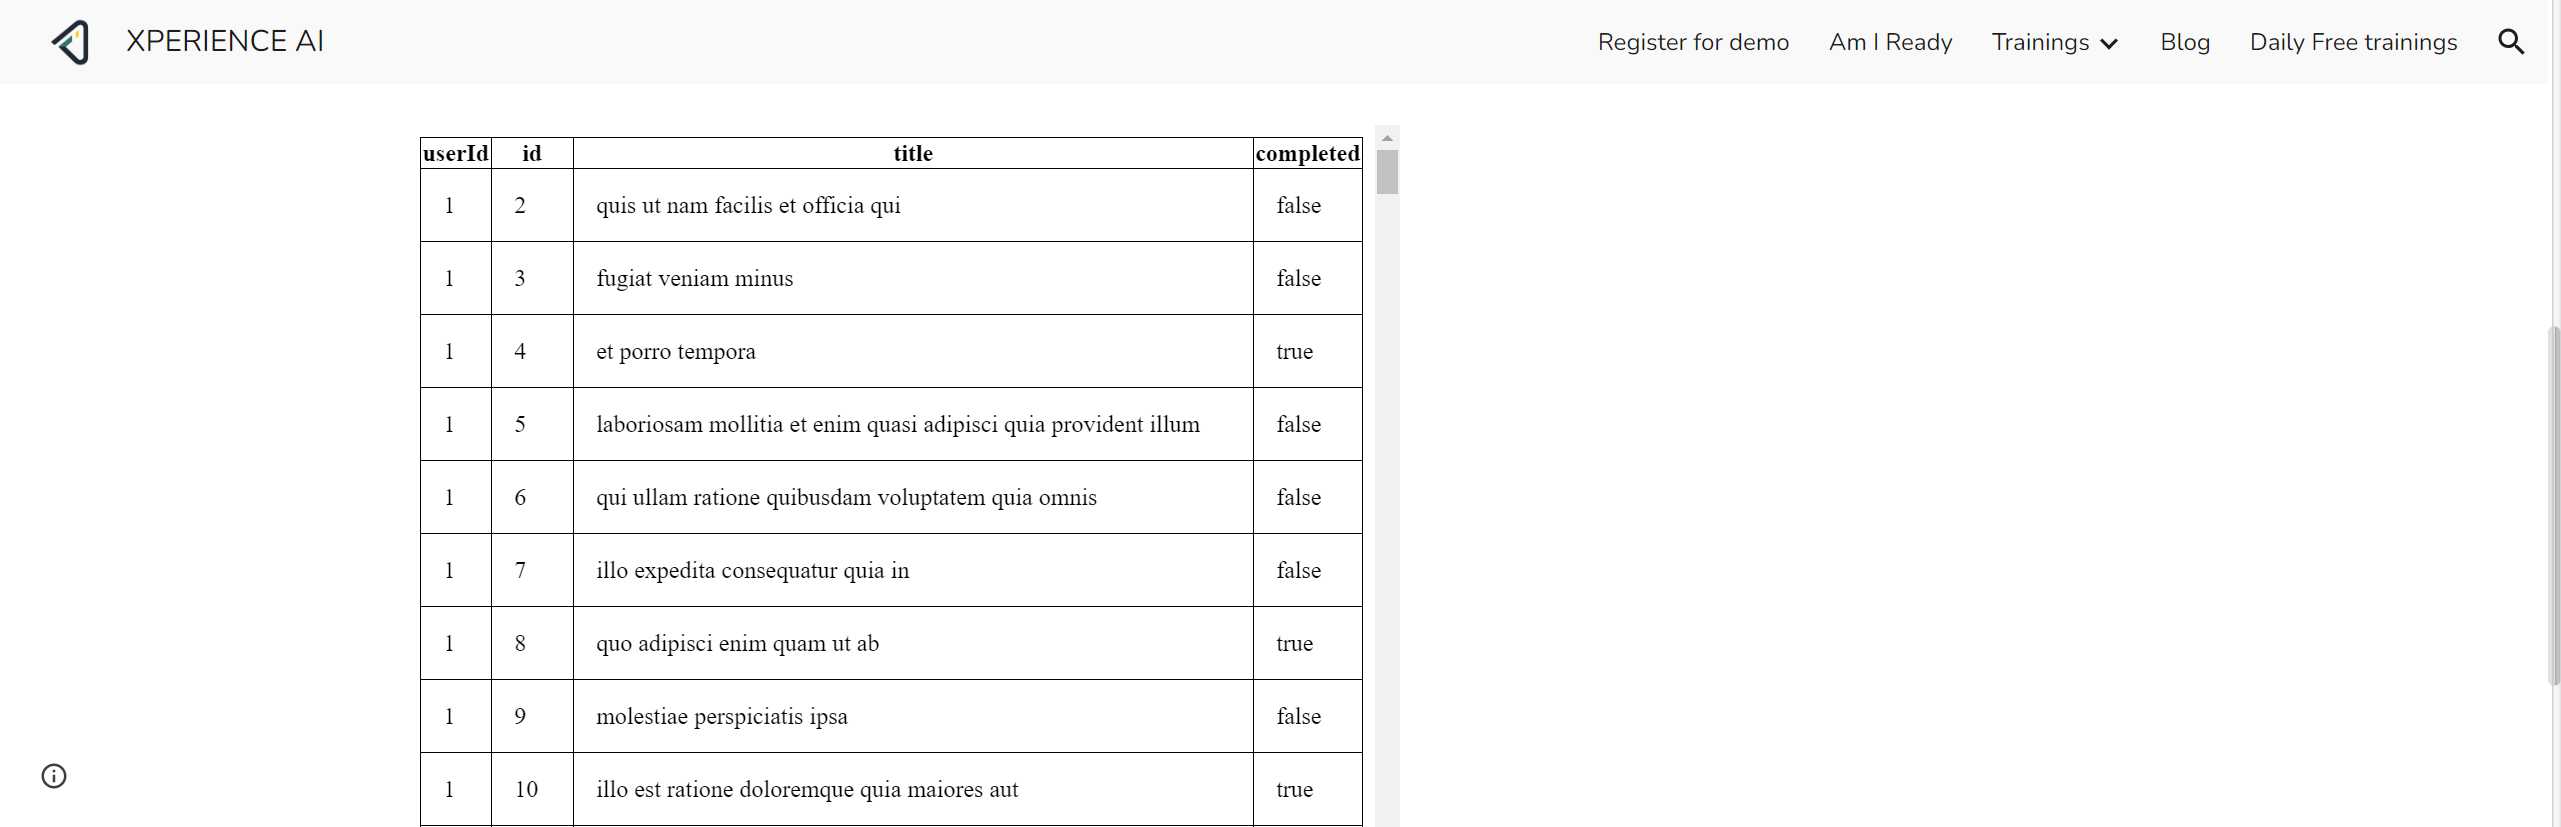 XPERIENCE AI
Register for demo Am I Ready Trainings Blog Daily Free trainings
userId id title completed
1 2 quis ut nam facilis et officia qui false
1 3 fugiat veniam minus false
1 4 et porro tempora true
1 5 laboriosam mollitia et enim quasi adipisci quia provident illum false
1 6 qui ullam ratione quibusdam voluptatem quia omnis false
1 7 illo expedita consequatur quia in false
1 8 quo adipisci enim quam ut ab true
1 9 molestiae perspiciatis ipsa false
1 10 illo est ratione doloremque quia maiores aut true